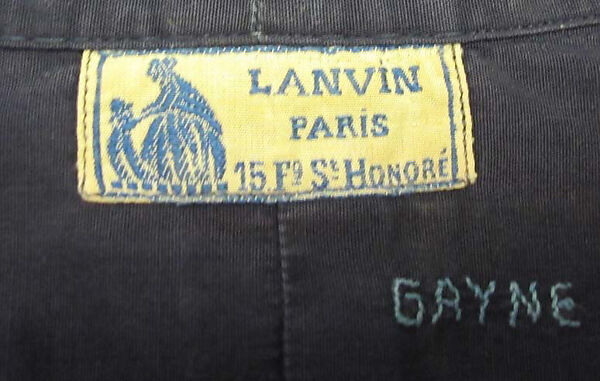 LANVIN
PARIS
15 Fg St HONORÉ
GAYNE